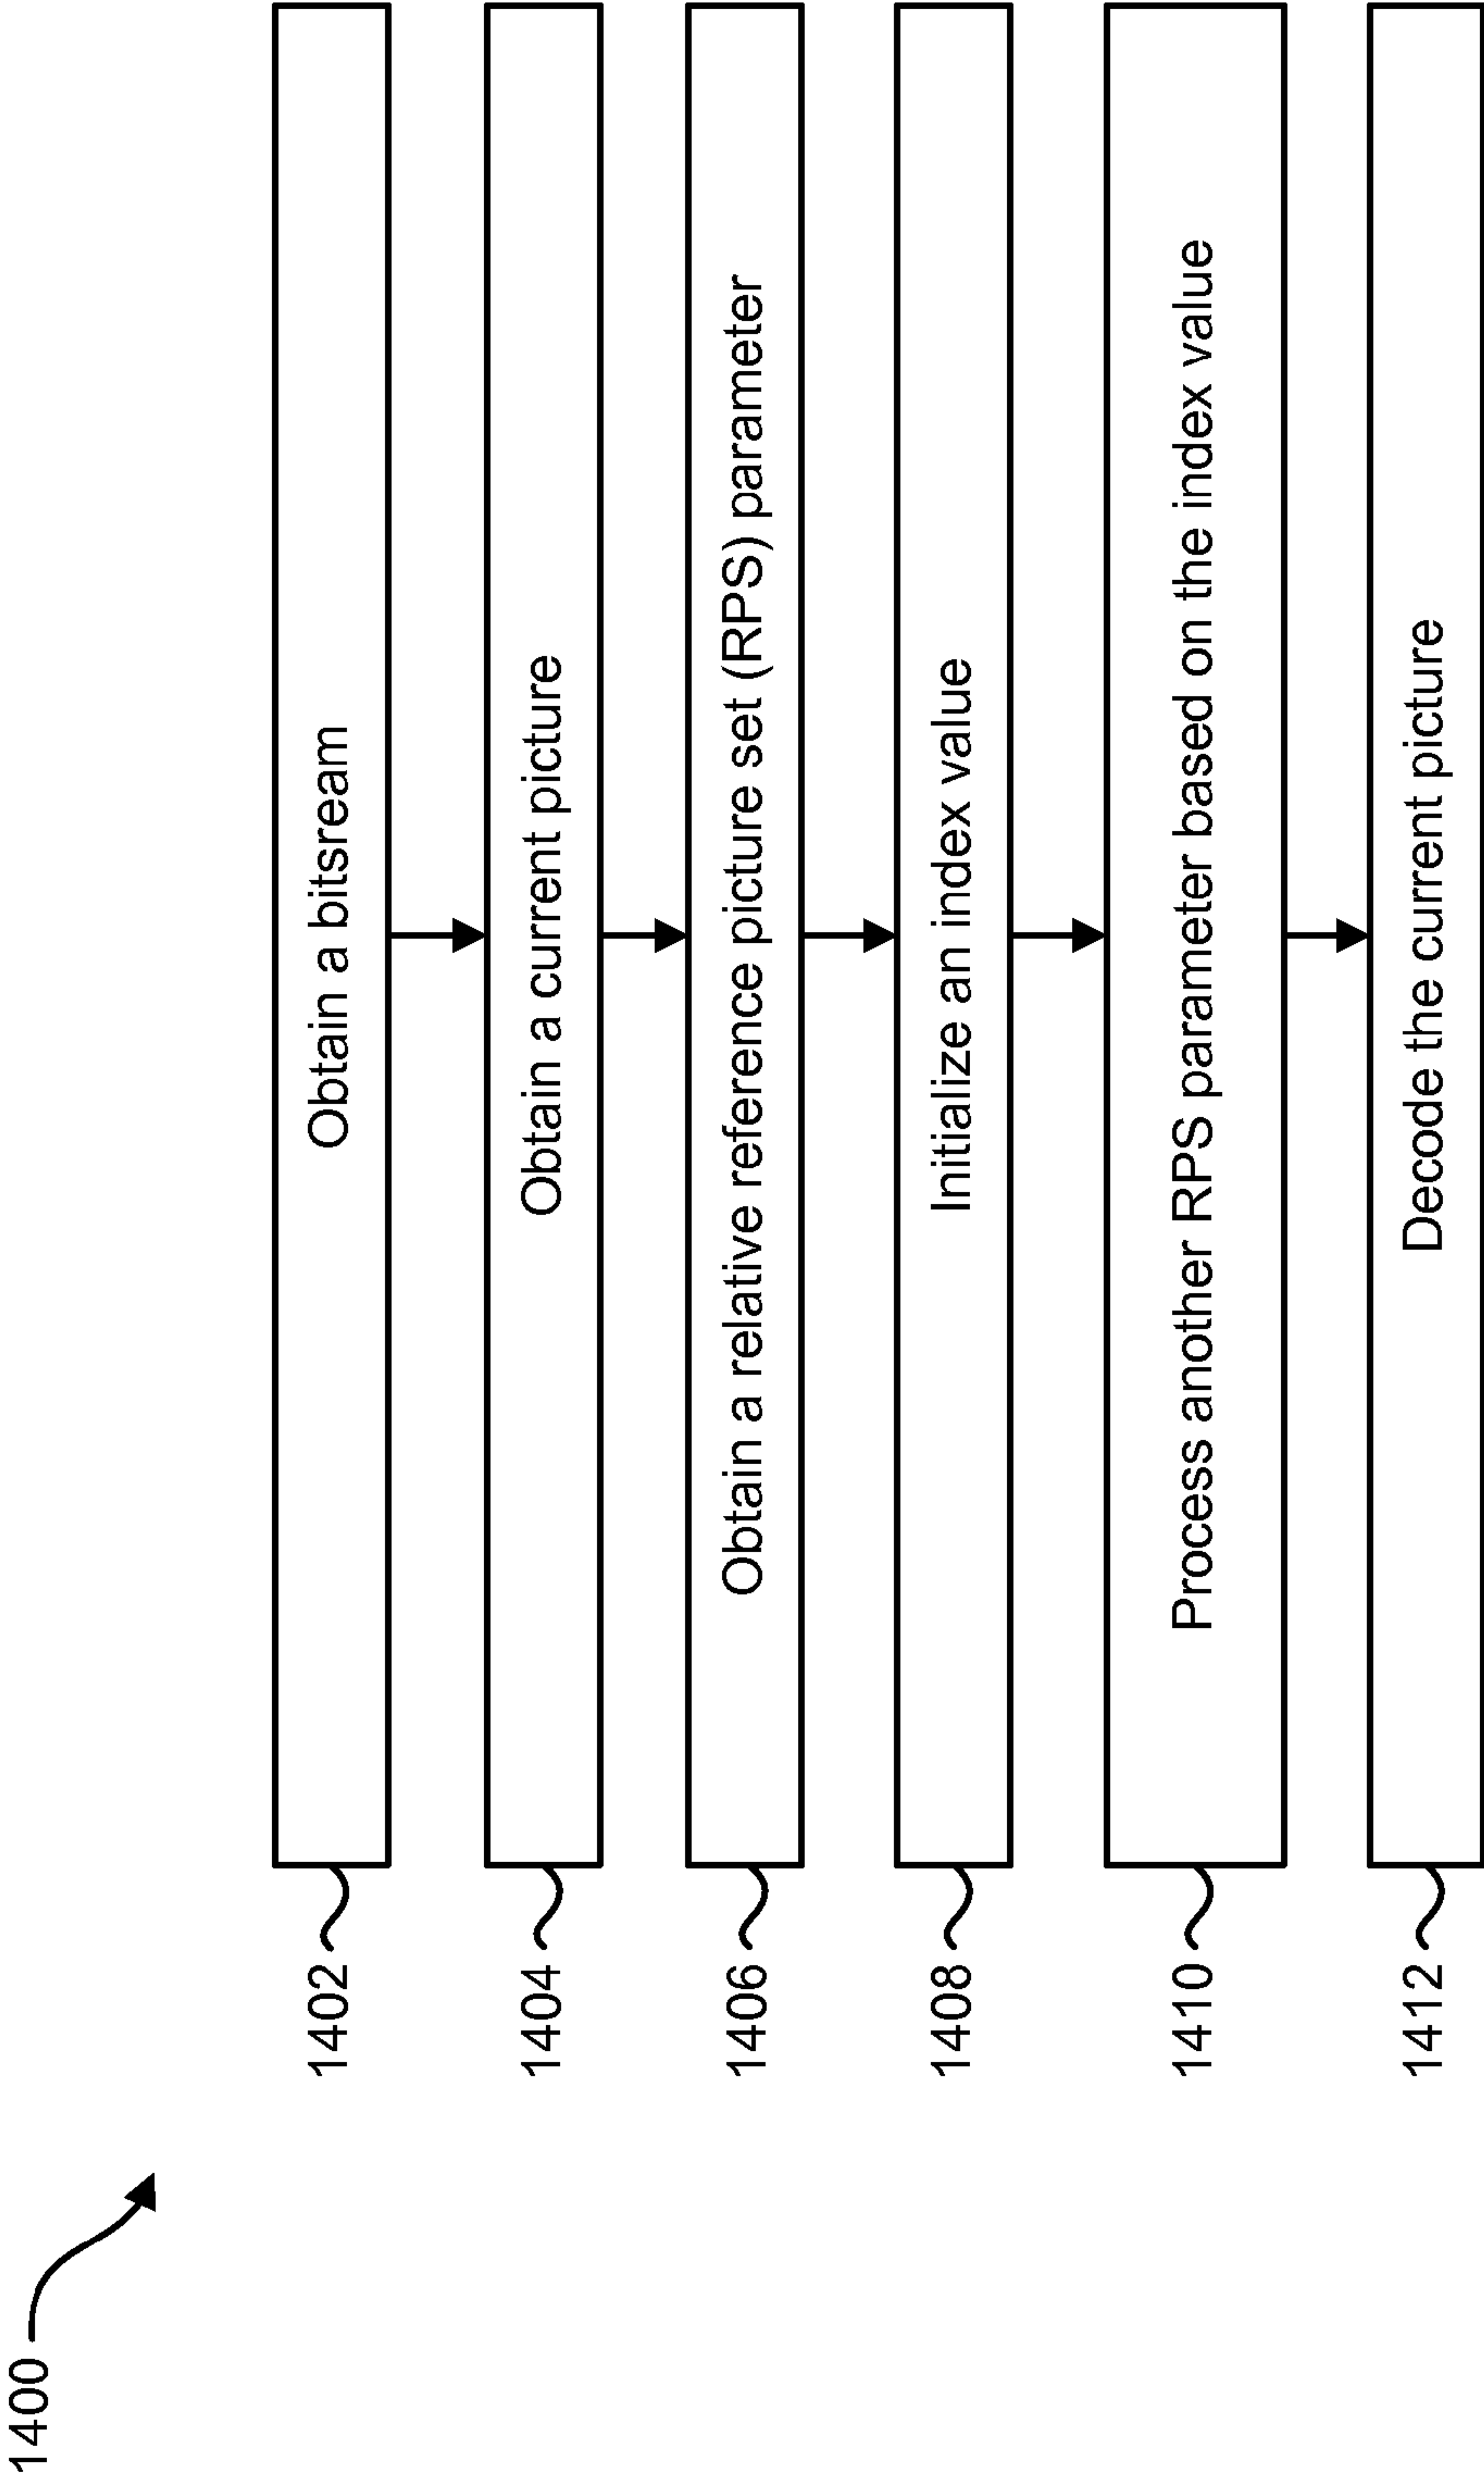 1400
1402
Obtain a bitsream
1404
Obtain a current picture
1406
Obtain a relative reference picture set (RPS) parameter
1408
Initialize an index value
1410
Process another RPS parameter based on the index value
1412
Decode the current picture